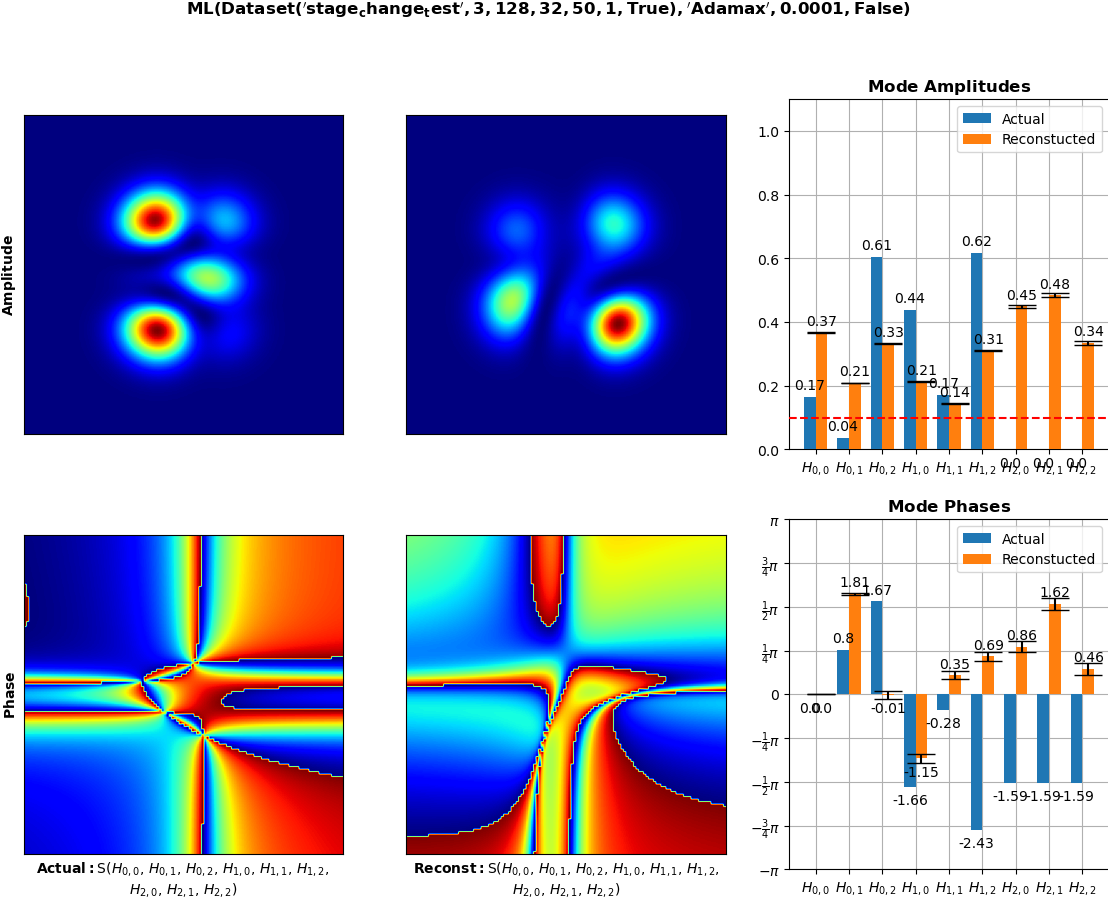 ML(Dataset('stage_change_test', 3, 128, 32, 50, 1, True), 'Adamax', 0.0001, False)
Amplitude
Mode Amplitudes
Actual
Reconstucted
1.0
0.8
0.6
0.4
0.2
0.0
0.17 0.37 0.04 0.21 0.61 0.33 0.44 0.21 0.17 0.14 0.62 0.31 0.0 0.45 0.0 0.48 0.0 0.34
H0,0 H0,1 H0,2 H1,0 H1,1 H1,2 H2,0 H2,1 H2,2
Phase
Actual: S(H0,0, H0,1, H0,2, H1,0, H1,1, H1,2,
H2,0, H2,1, H2,2)
Reconst: S(H0,0, H0,1, H0,2, H1,0, H1,1, H1,2,
H2,0, H2,1, H2,2)
Mode Phases
Actual
Reconstucted
π
3/4π
1/2π
1/4π
0
−1/4π
−1/2π
−3/4π
−π
0.0 0.0 0.8 1.81 1.67 -0.01 -1.66 -1.15 -0.28 0.35 -2.43 0.69 -1.59 0.86 -1.59 1.62 -1.59 0.46
H0,0 H0,1 H0,2 H1,0 H1,1 H1,2 H2,0 H2,1 H2,2